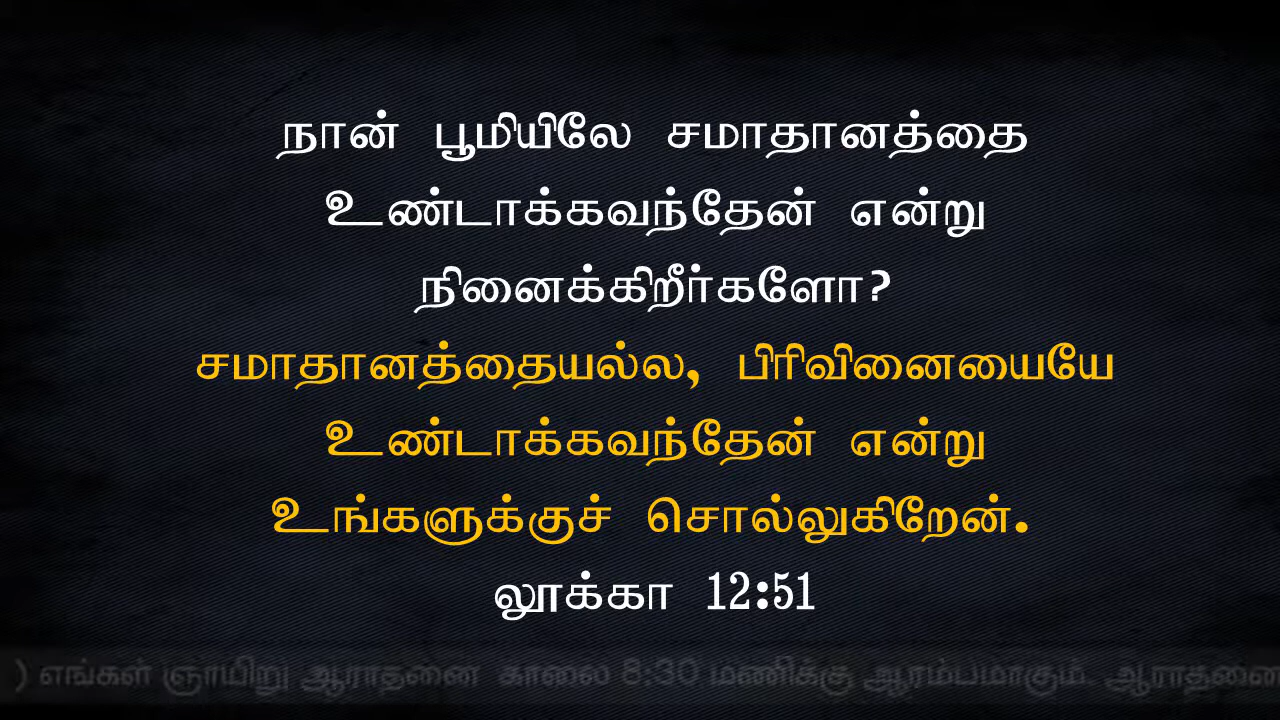 நான் பூமியிலே சமாதானத்தை
உண்டாக்கவந்தேன் என்று
நினைக்கிறீர்களோ?
சமாதானத்தையல்ல, பிரிவினையையே
உண்டாக்கவந்தேன் என்று
உங்களுக்குச் சொல்லுகிறேன்.
லூக்கா 12:51
) எங்கள் ஞாயிறு ஆராதனை காலை 8:30 மணிக்கு ஆரம்பமாகும். ஆராதனை